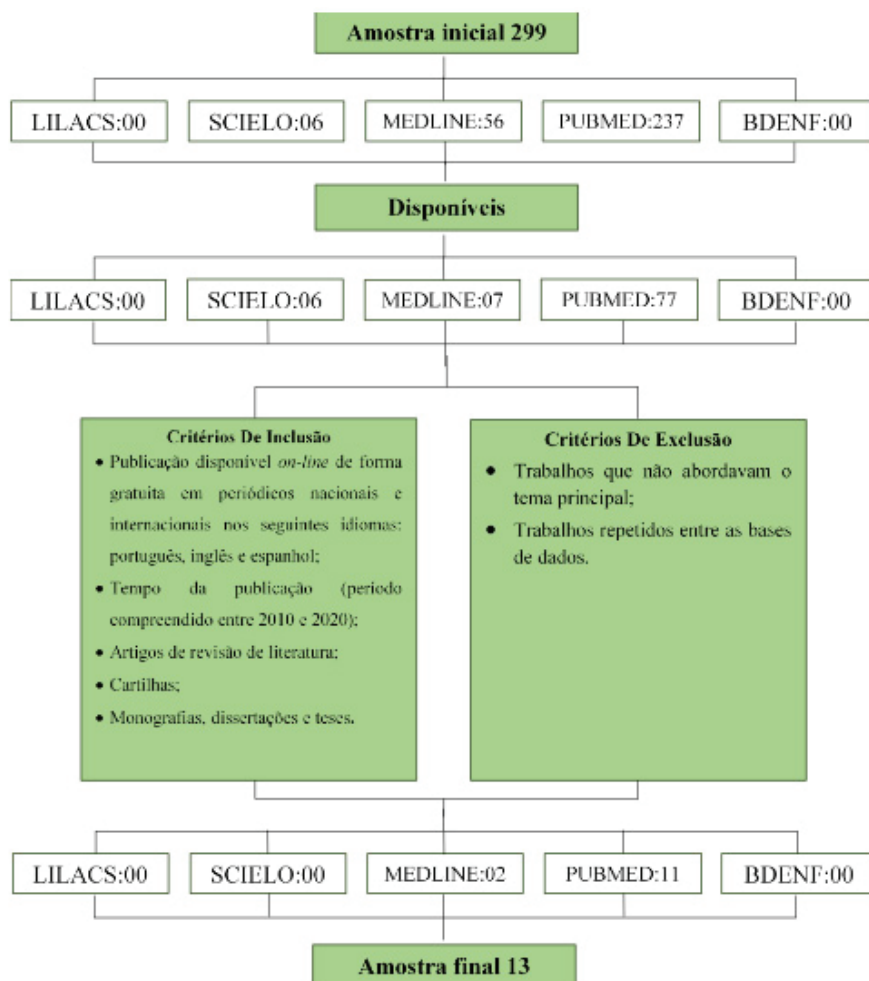 Amostra inicial 299
LILACS:00 SCIELO:06 MEDLINE:56 PUBMED:237 BDENF:00
Disponíveis
LILACS:00 SCIELO:06 MEDLINE:07 PUBMED:77 BDENF:00
Critérios De Inclusão
• Publicação disponível on-line de forma
gratuita em periódicos nacionais e
internacionais nos seguintes idiomas:
português, inglês e espanhol;
• Tempo da publicação (período
compreendido entre 2010 e 2020);
• Artigos de revisão de literatura;
• Cartilhas;
• Monografias, dissertações e teses.
Critérios De Exclusão
• Trabalhos que não abordavam o
tema principal;
• Trabalhos repetidos entre as bases
de dados.
LILACS:00 SCIELO:00 MEDLINE:02 PUBMED:11 BDENF:00
Amostra final 13